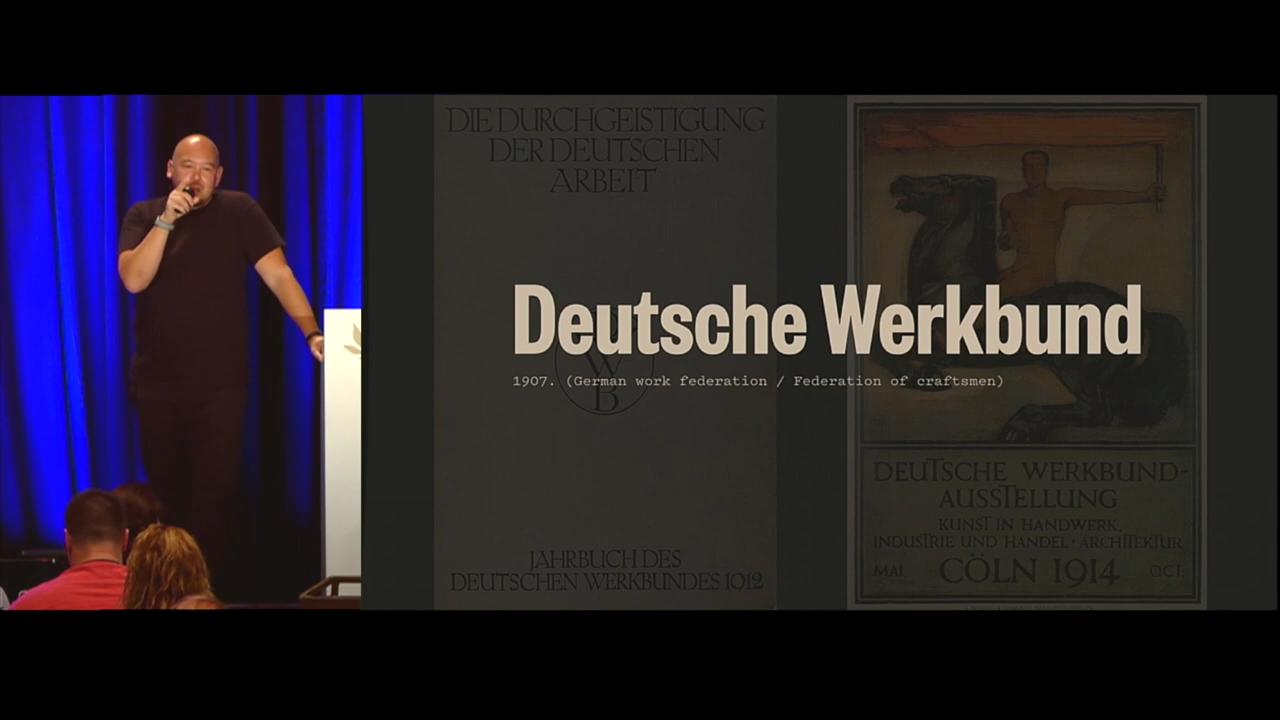 DIE DURCHGEISTIGUNG
DER DEUTSCHEN
ARBEIT
Deutsche Werkbund
1907. (German work federation / Federation of craftsmen)
W
B
JAHRBUCH DES
DEUTSCHEN WERKBUNDES 1912
DEUTSCHE WERKBUND-
AUSSTELLUNG
KUNST IN HANDWERK,
INDUSTRIE UND HANDEL · ARCHITEKTUR
MAI CÖLN 1914 OCT.